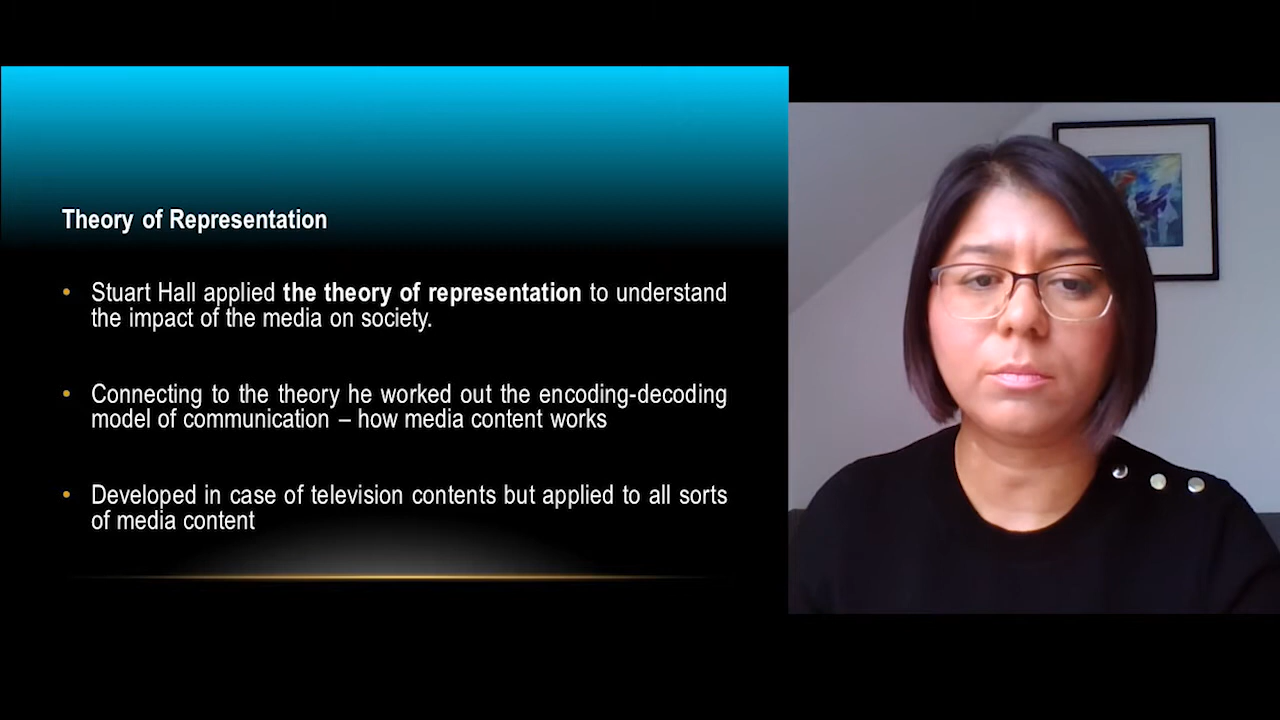 Theory of Representation
• Stuart Hall applied the theory of representation to understand
the impact of the media on society.
• Connecting to the theory he worked out the encoding-decoding
model of communication – how media content works
• Developed in case of television contents but applied to all sorts
of media content